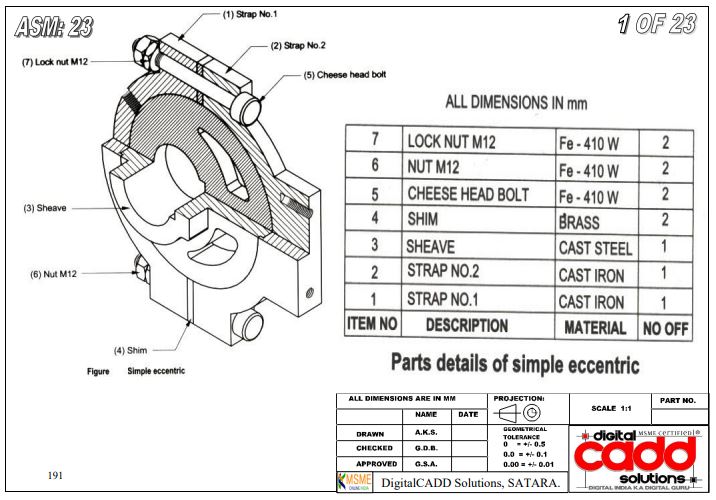 ASM: 23
1 OF 23
(1) Strap No.1
(2) Strap No.2
(7) Lock nut M12
(5) Cheese head bolt
(3) Sheave
(6) Nut M12
(4) Shim
Figure Simple eccentric
ALL DIMENSIONS IN mm
7 LOCK NUT M12 Fe - 410 W 2
6 NUT M12 Fe - 410 W 2
5 CHEESE HEAD BOLT Fe - 410 W 2
4 SHIM BRASS 2
3 SHEAVE CAST STEEL 1
2 STRAP NO.2 CAST IRON 1
1 STRAP NO.1 CAST IRON 1
ITEM NO DESCRIPTION MATERIAL NO OFF
Parts details of simple eccentric
ALL DIMENSIONS ARE IN MM
NAME DATE
DRAWN A.K.S.
CHECKED G.D.B.
APPROVED G.S.A.
PROJECTION:
GEOMETRICAL
TOLERANCE
0 = +/- 0.5
0.0 = +/- 0.1
0.00 = +/- 0.01
SCALE 1:1
PART NO.
MSME
ONLINE INDIA
DigitalCADD Solutions, SATARA.
digital MSME certified®
cadd
solutions
DIGITAL INDIA KA DIGITAL GURU
191